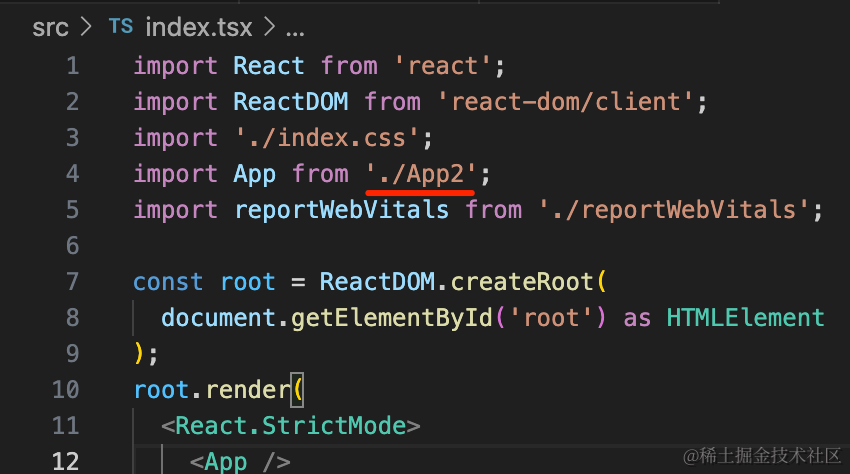 src > TS index.tsx > ...
1 import React from 'react';
2 import ReactDOM from 'react-dom/client';
3 import './index.css';
4 import App from './App2';
5 import reportWebVitals from './reportWebVitals';
6
7 const root = ReactDOM.createRoot(
8   document.getElementById('root') as HTMLElement
9 );
10 root.render(
11   <React.StrictMode>
12     <App />
@稀土掘金技术社区